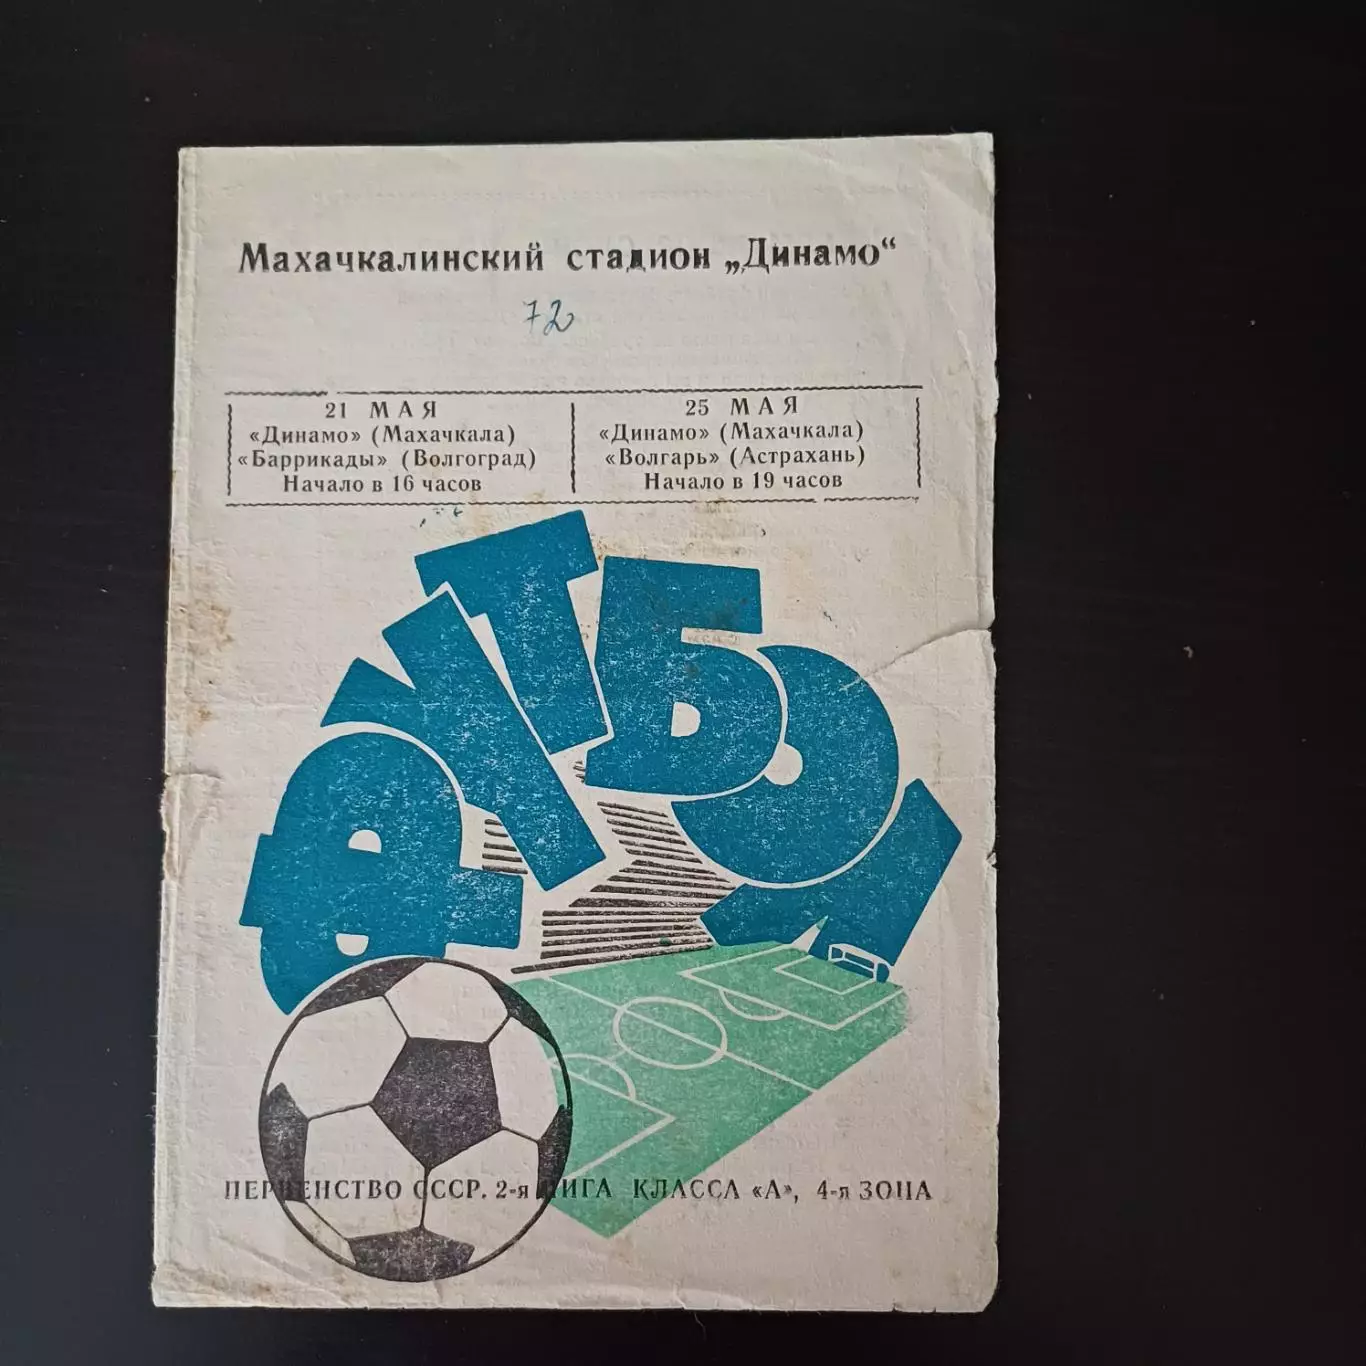 Махачкалинский стадион „Динамо“
72
21 МАЯ
«Динамо» (Махачкала)
«Баррикады» (Волгоград)
Начало в 16 часов
25 МАЯ
«Динамо» (Махачкала)
«Волгарь» (Астрахань)
Начало в 19 часов
ФУТБОЛ
ПЕРВЕНСТВО СССР. 2-я ЛИГА КЛАССА «А», 4-я ЗОНА